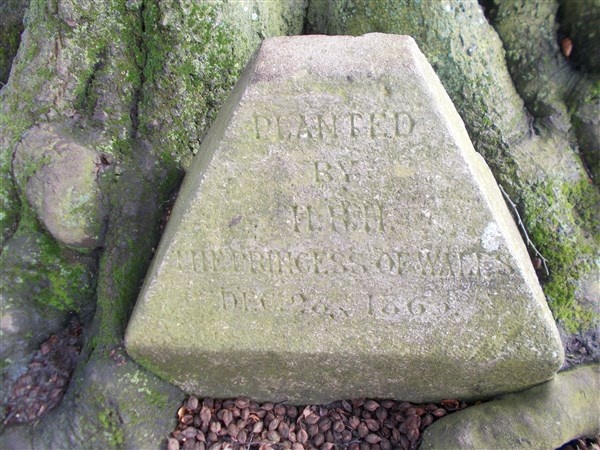 PLANTED
BY
H.R.H.
THE PRINCESS OF WALES
DEC.